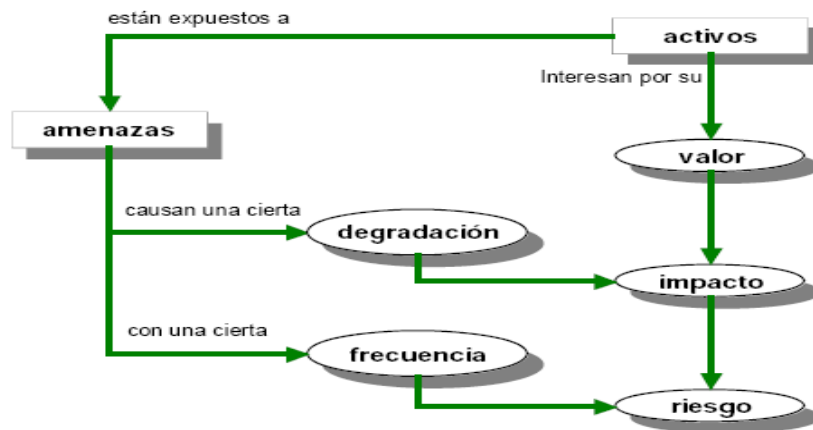 están expuestos a
activos
Interesan por su
amenazas
valor
causan una cierta
degradación
impacto
con una cierta
frecuencia
riesgo